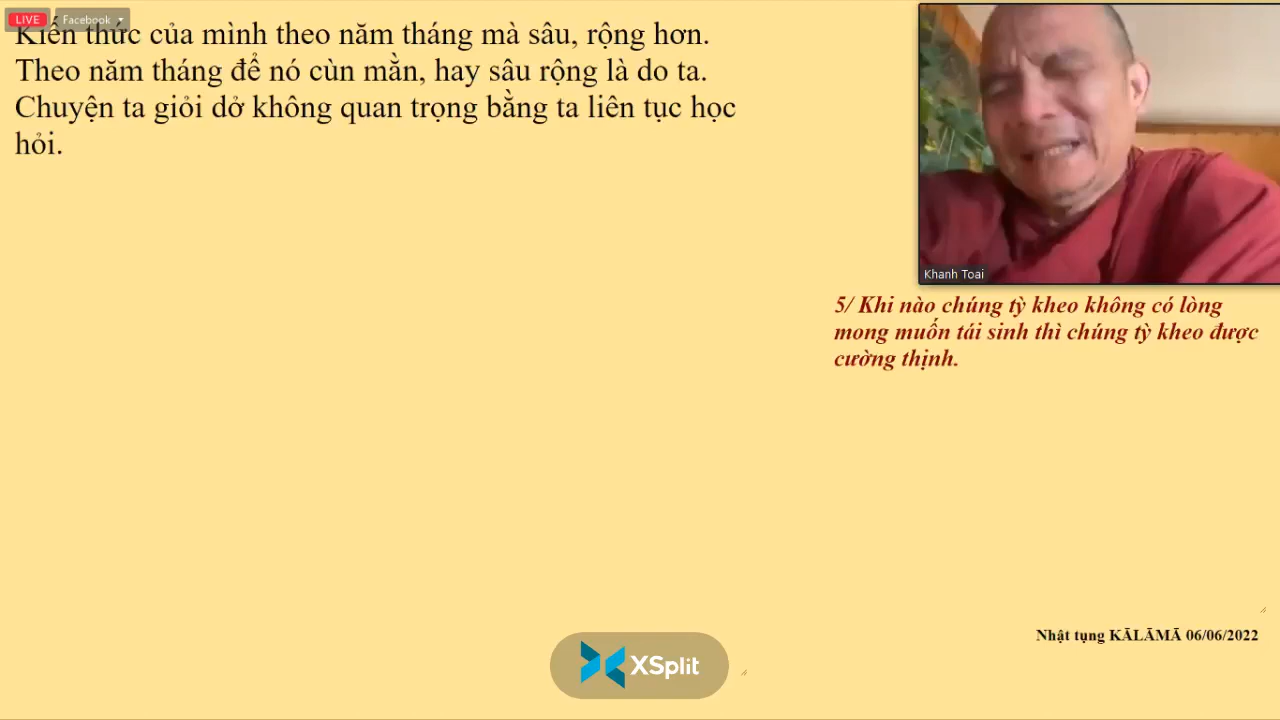 LIVE Facebook
Kiến thức của mình theo năm tháng mà sâu, rộng hơn.
Theo năm tháng để nó cùn mằn, hay sâu rộng là do ta.
Chuyện ta giỏi dở không quan trọng bằng ta liên tục học
hỏi.
Khanh Toai
5/ Khi nào chúng tỳ kheo không có lòng
mong muốn tái sinh thì chúng tỳ kheo được
cường thịnh.
Nhật tụng KĀLĀMĀ 06/06/2022
XSplit